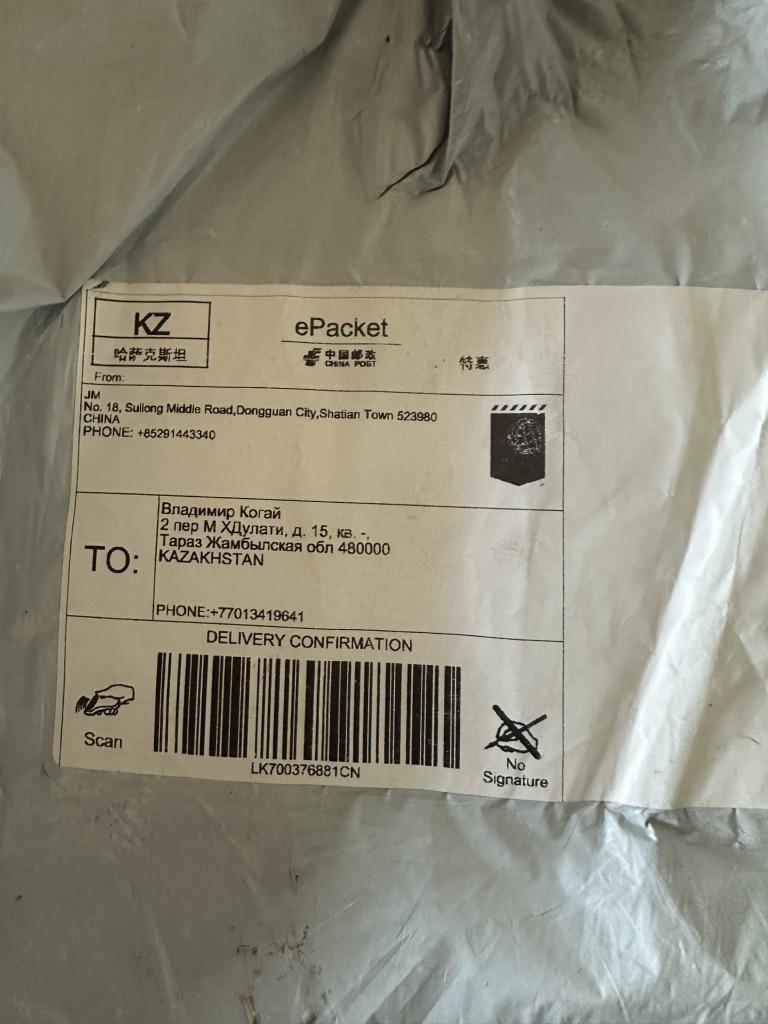 KZ
哈萨克斯坦
ePacket
中国邮政
CHINA POST
特惠
From:
JM
No. 18, Suilong Middle Road,Dongguan City,Shatian Town 523980
CHINA
PHONE: +85291443340
TO:
Владимир Когай
2 пер М ХДулати, д. 15, кв. -,
Тараз Жамбылская обл 480000
KAZAKHSTAN
PHONE:+77013419641
DELIVERY CONFIRMATION
Scan
LK700376881CN
No
Signature